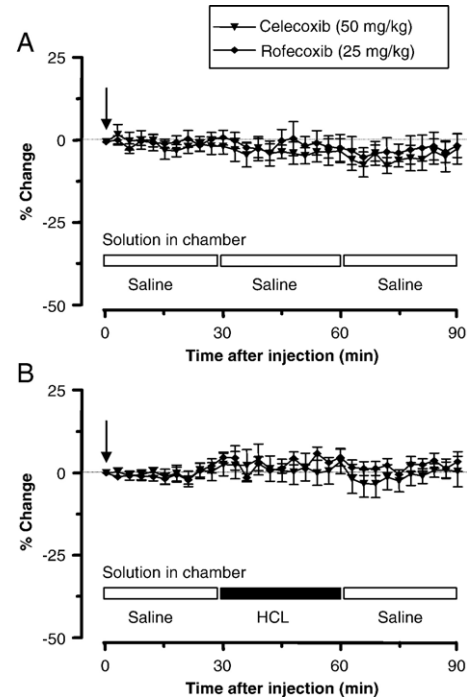 Celecoxib (50 mg/kg)
Rofecoxib (25 mg/kg)
A
25
0
-25
-50
% Change
Solution in chamber
Saline Saline Saline
0 30 60 90
Time after injection (min)
B
25
0
-25
-50
% Change
Solution in chamber
Saline HCL Saline
0 30 60 90
Time after injection (min)